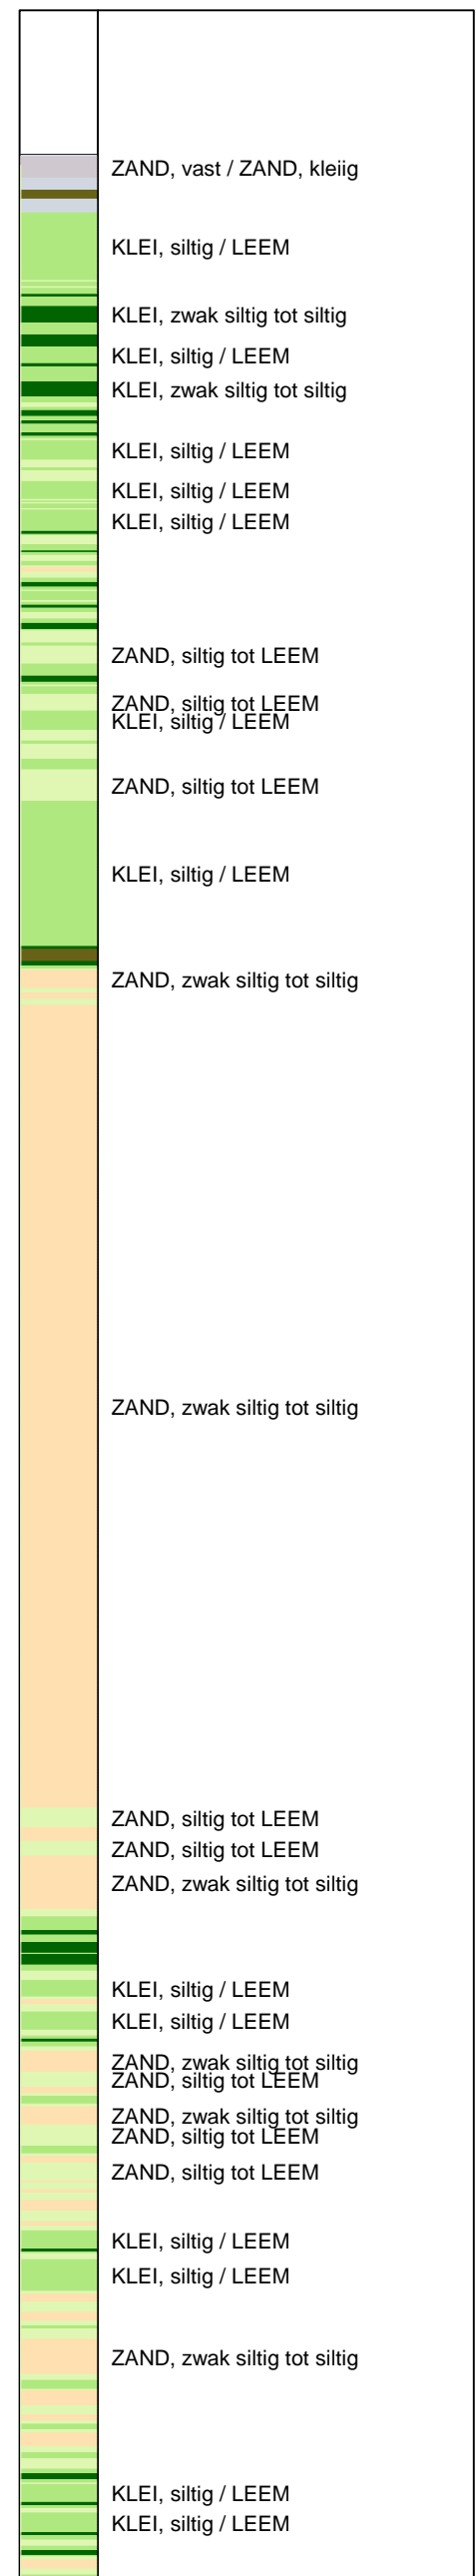 ZAND, vast / ZAND, kleiig
KLEI, siltig / LEEM
KLEI, zwak siltig tot siltig
KLEI, siltig / LEEM
KLEI, zwak siltig tot siltig
KLEI, siltig / LEEM
KLEI, siltig / LEEM
KLEI, siltig / LEEM
ZAND, siltig tot LEEM
ZAND, siltig tot LEEM
KLEI, siltig / LEEM
ZAND, siltig tot LEEM
KLEI, siltig / LEEM
ZAND, zwak siltig tot siltig
ZAND, zwak siltig tot siltig
ZAND, siltig tot LEEM
ZAND, siltig tot LEEM
ZAND, zwak siltig tot siltig
KLEI, siltig / LEEM
KLEI, siltig / LEEM
ZAND, zwak siltig tot siltig
ZAND, siltig tot LEEM
ZAND, zwak siltig tot siltig
ZAND, siltig tot LEEM
ZAND, siltig tot LEEM
KLEI, siltig / LEEM
KLEI, siltig / LEEM
ZAND, zwak siltig tot siltig
KLEI, siltig / LEEM
KLEI, siltig / LEEM